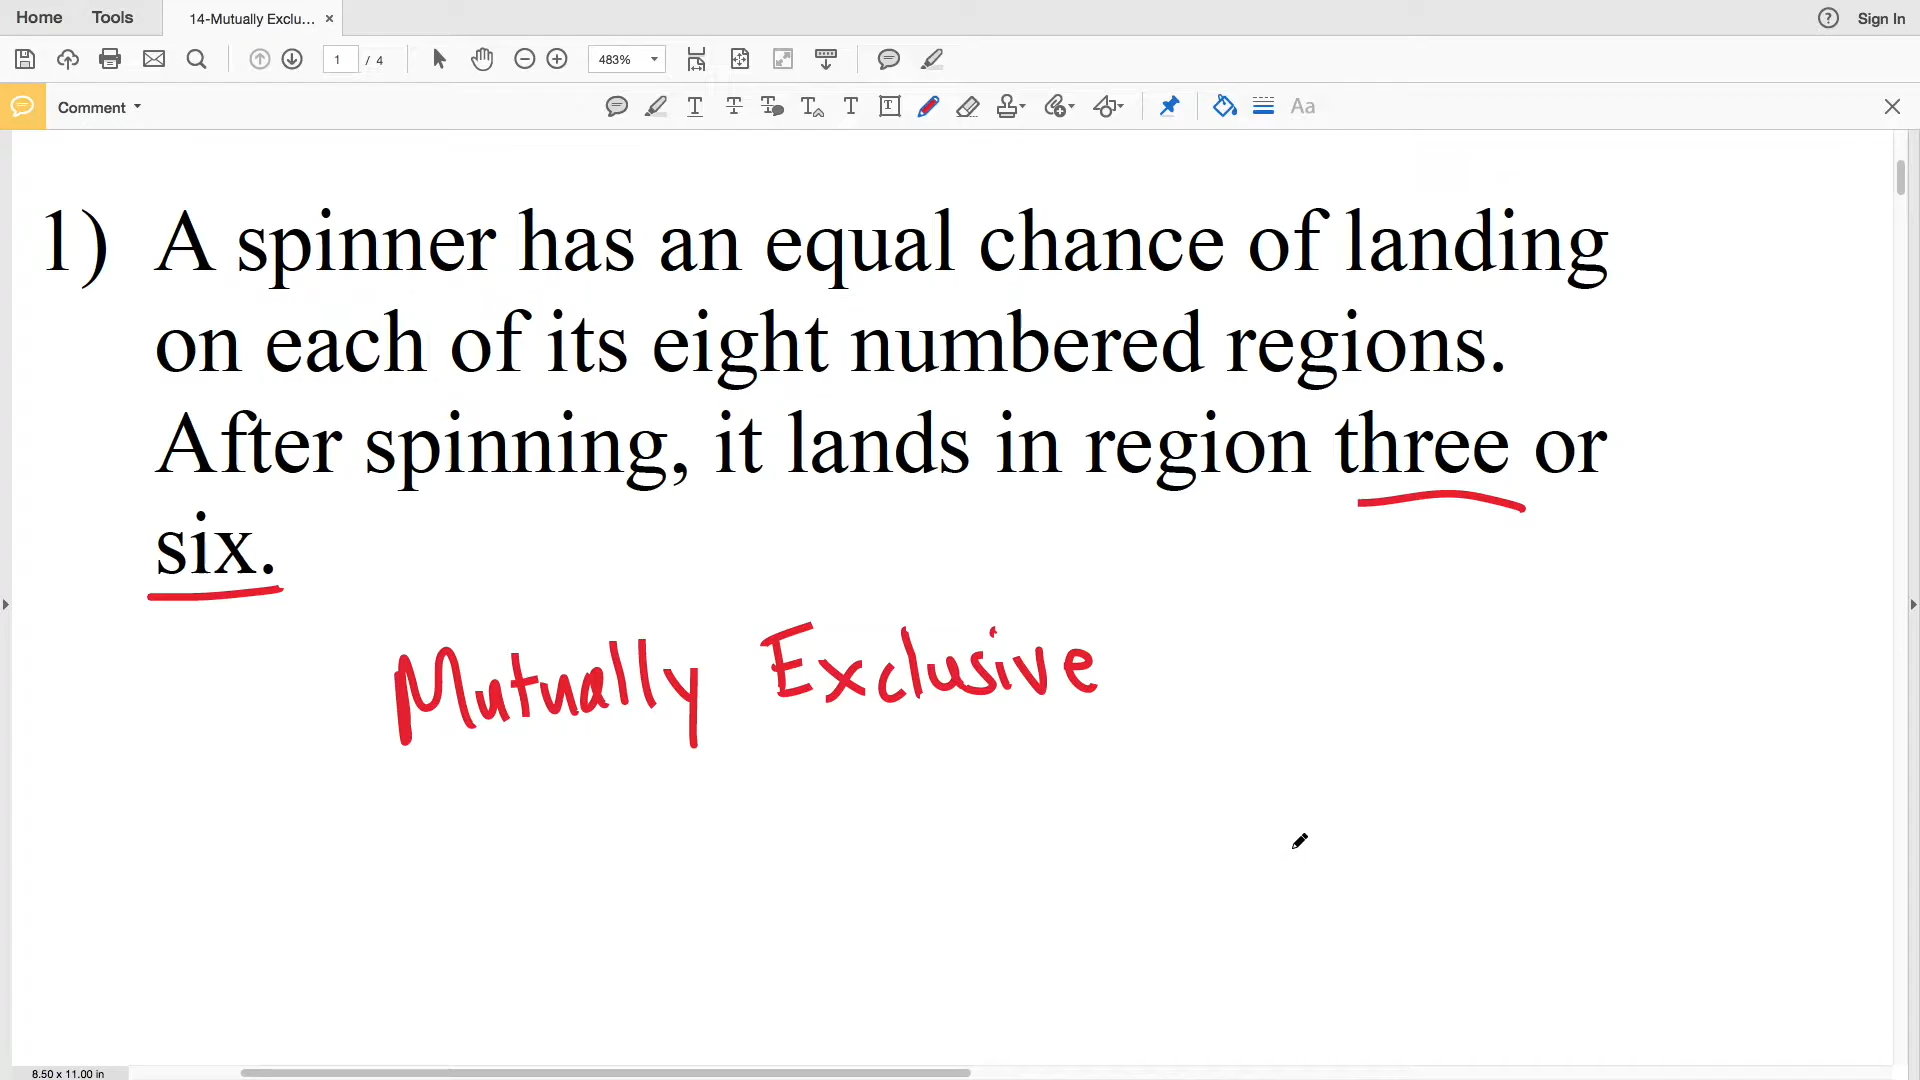 Home Tools 14-Mutually Exclu... × ? Sign In
1 / 4 483%
Comment T T T T T T Aa
1) A spinner has an equal chance of landing
on each of its eight numbered regions.
After spinning, it lands in region three or
six.
Mutually Exclusive
8.50 x 11.00 in